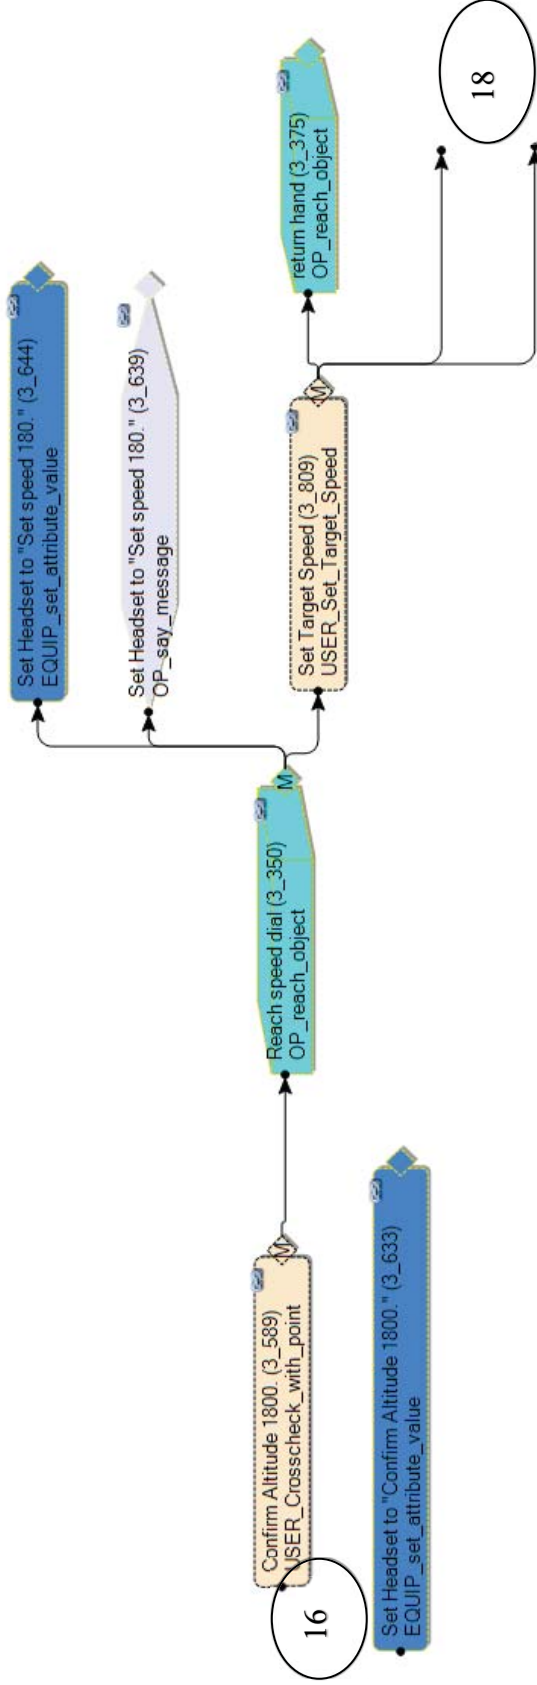 16
Confirm Altitude 1800. (3_589)
USER_Crosscheck_with_point
M
Set Headset to "Confirm Altitude 1800." (3_633)
EQUIP_set_attribute_value
Reach speed dial (3_350)
OP_reach_object
M
Set Headset to "Set speed 180." (3_644)
EQUIP_set_attribute_value
Set Headset to "Set speed 180." (3_639)
OP_say_message
Set Target Speed (3_809)
USER_Set_Target_Speed
M
return hand (3_375)
OP_reach_object
18